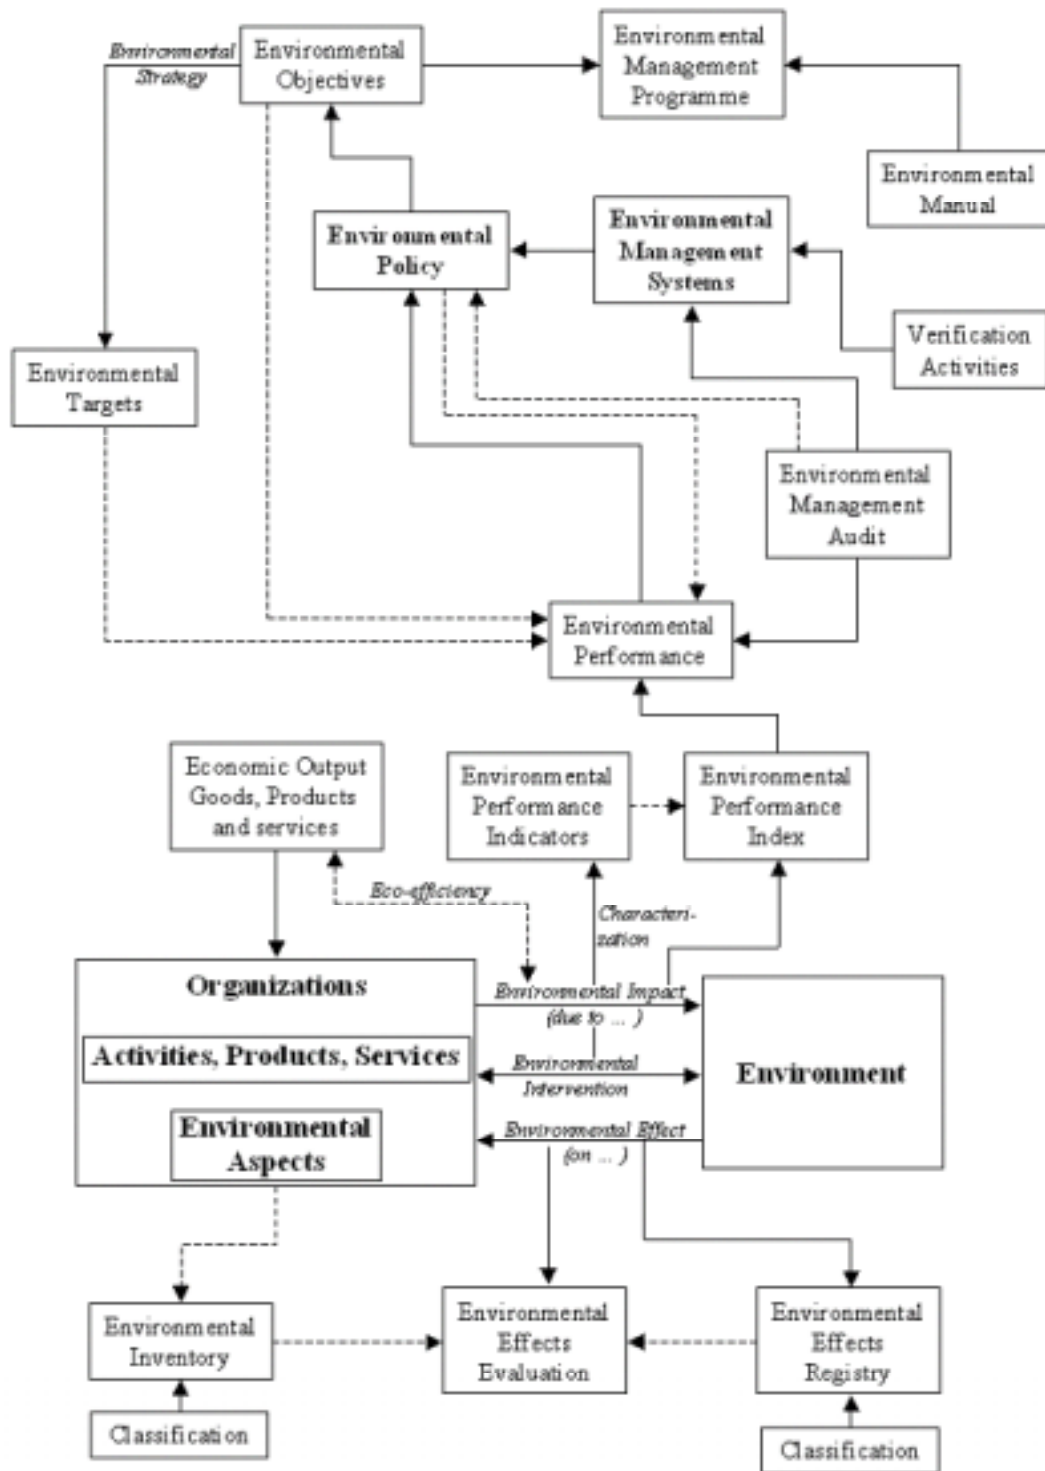 Environmental
Strategy
Environmental
Objectives
Environmental
Management
Programme
Environmental
Manual
Environmental
Policy
Environmental
Management
Systems
Verification
Activities
Environmental
Targets
Environmental
Management
Audit
Environmental
Performance
Economic Output
Goods, Products
and services
Environmental
Performance
Indicators
Environmental
Performance
Index
Eco-efficiency
Characteri-
zation
Organizations
Activities, Products, Services
Environmental
Aspects
Environmental Impact
(due to ... )
Environmental
Intervention
Environmental Effect
(on ... )
Environment
Environmental
Inventory
Environmental
Effects
Evaluation
Environmental
Effects
Registry
Classification
Classification